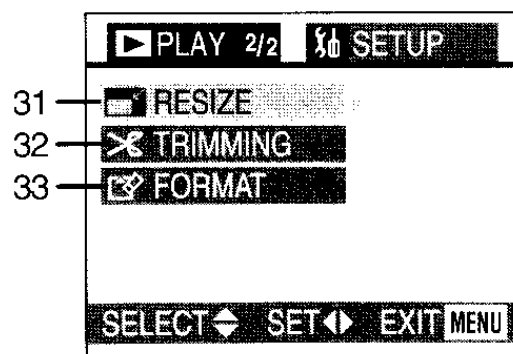 PLAY 2/2 SETUP
31 RESIZE
32 TRIMMING
33 FORMAT
SELECT SET EXIT MENU